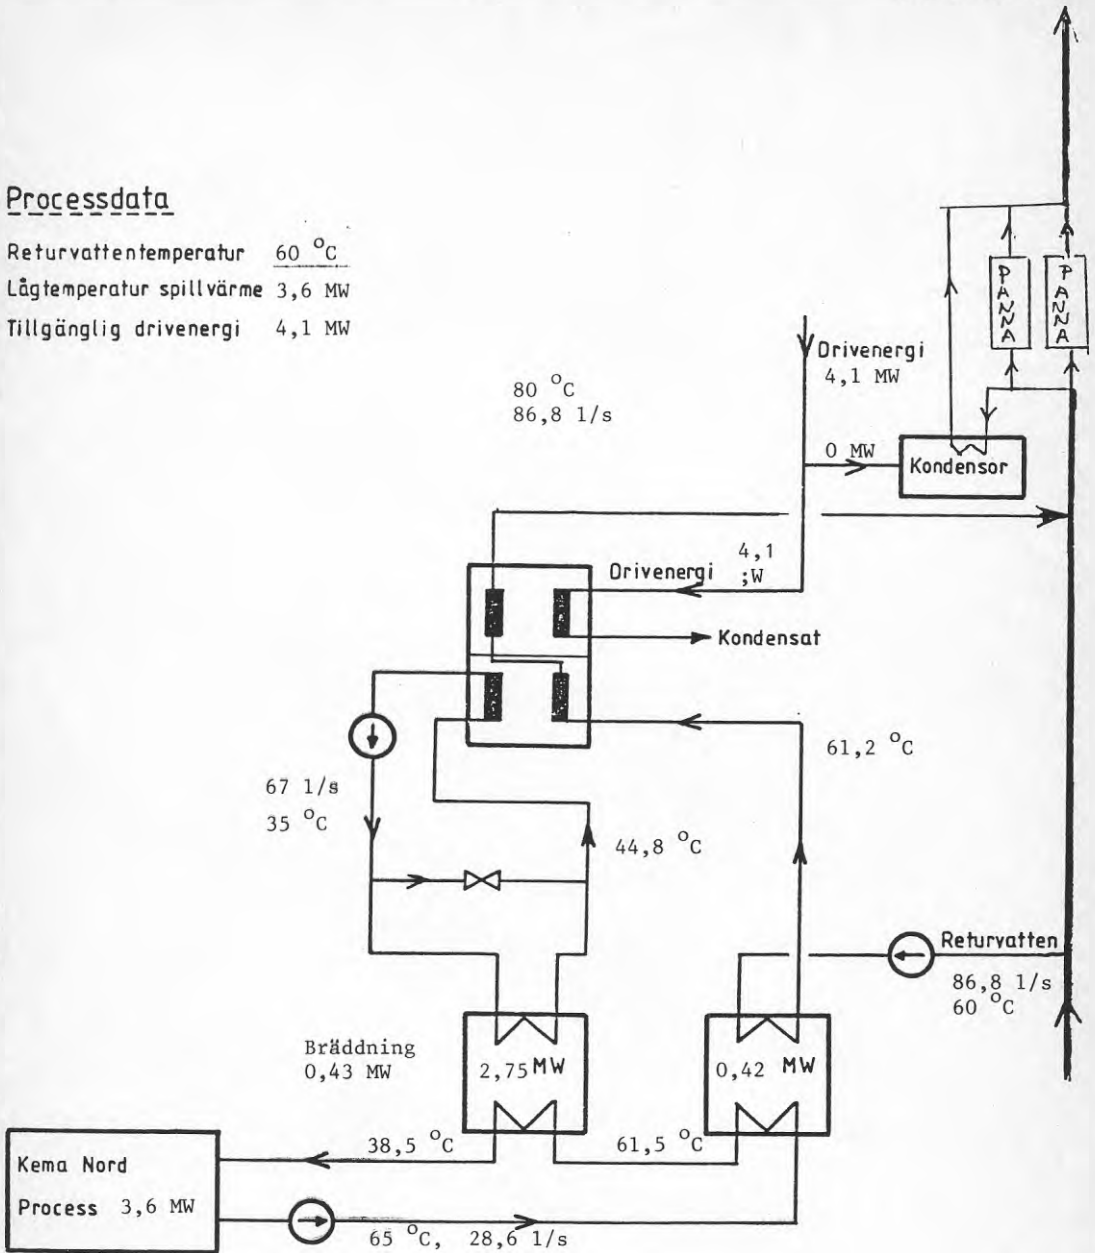 Processdata
Returvattentemperatur 60 °C
Lågtemperatur spillvärme 3,6 MW
Tillgänglig drivenergi 4,1 MW
PANNA
PANNA
Drivenergi
4,1 MW
80 °C
86,8 l/s
0 MW
Kondensor
Drivenergi 4,1
;W
Kondensat
61,2 °C
67 l/s
35 °C
44,8 °C
Returvatten
86,8 l/s
60 °C
Bräddning
0,43 MW
2,75 MW
0,42 MW
38,5 °C
61,5 °C
Kema Nord
Process 3,6 MW
65 °C, 28,6 l/s